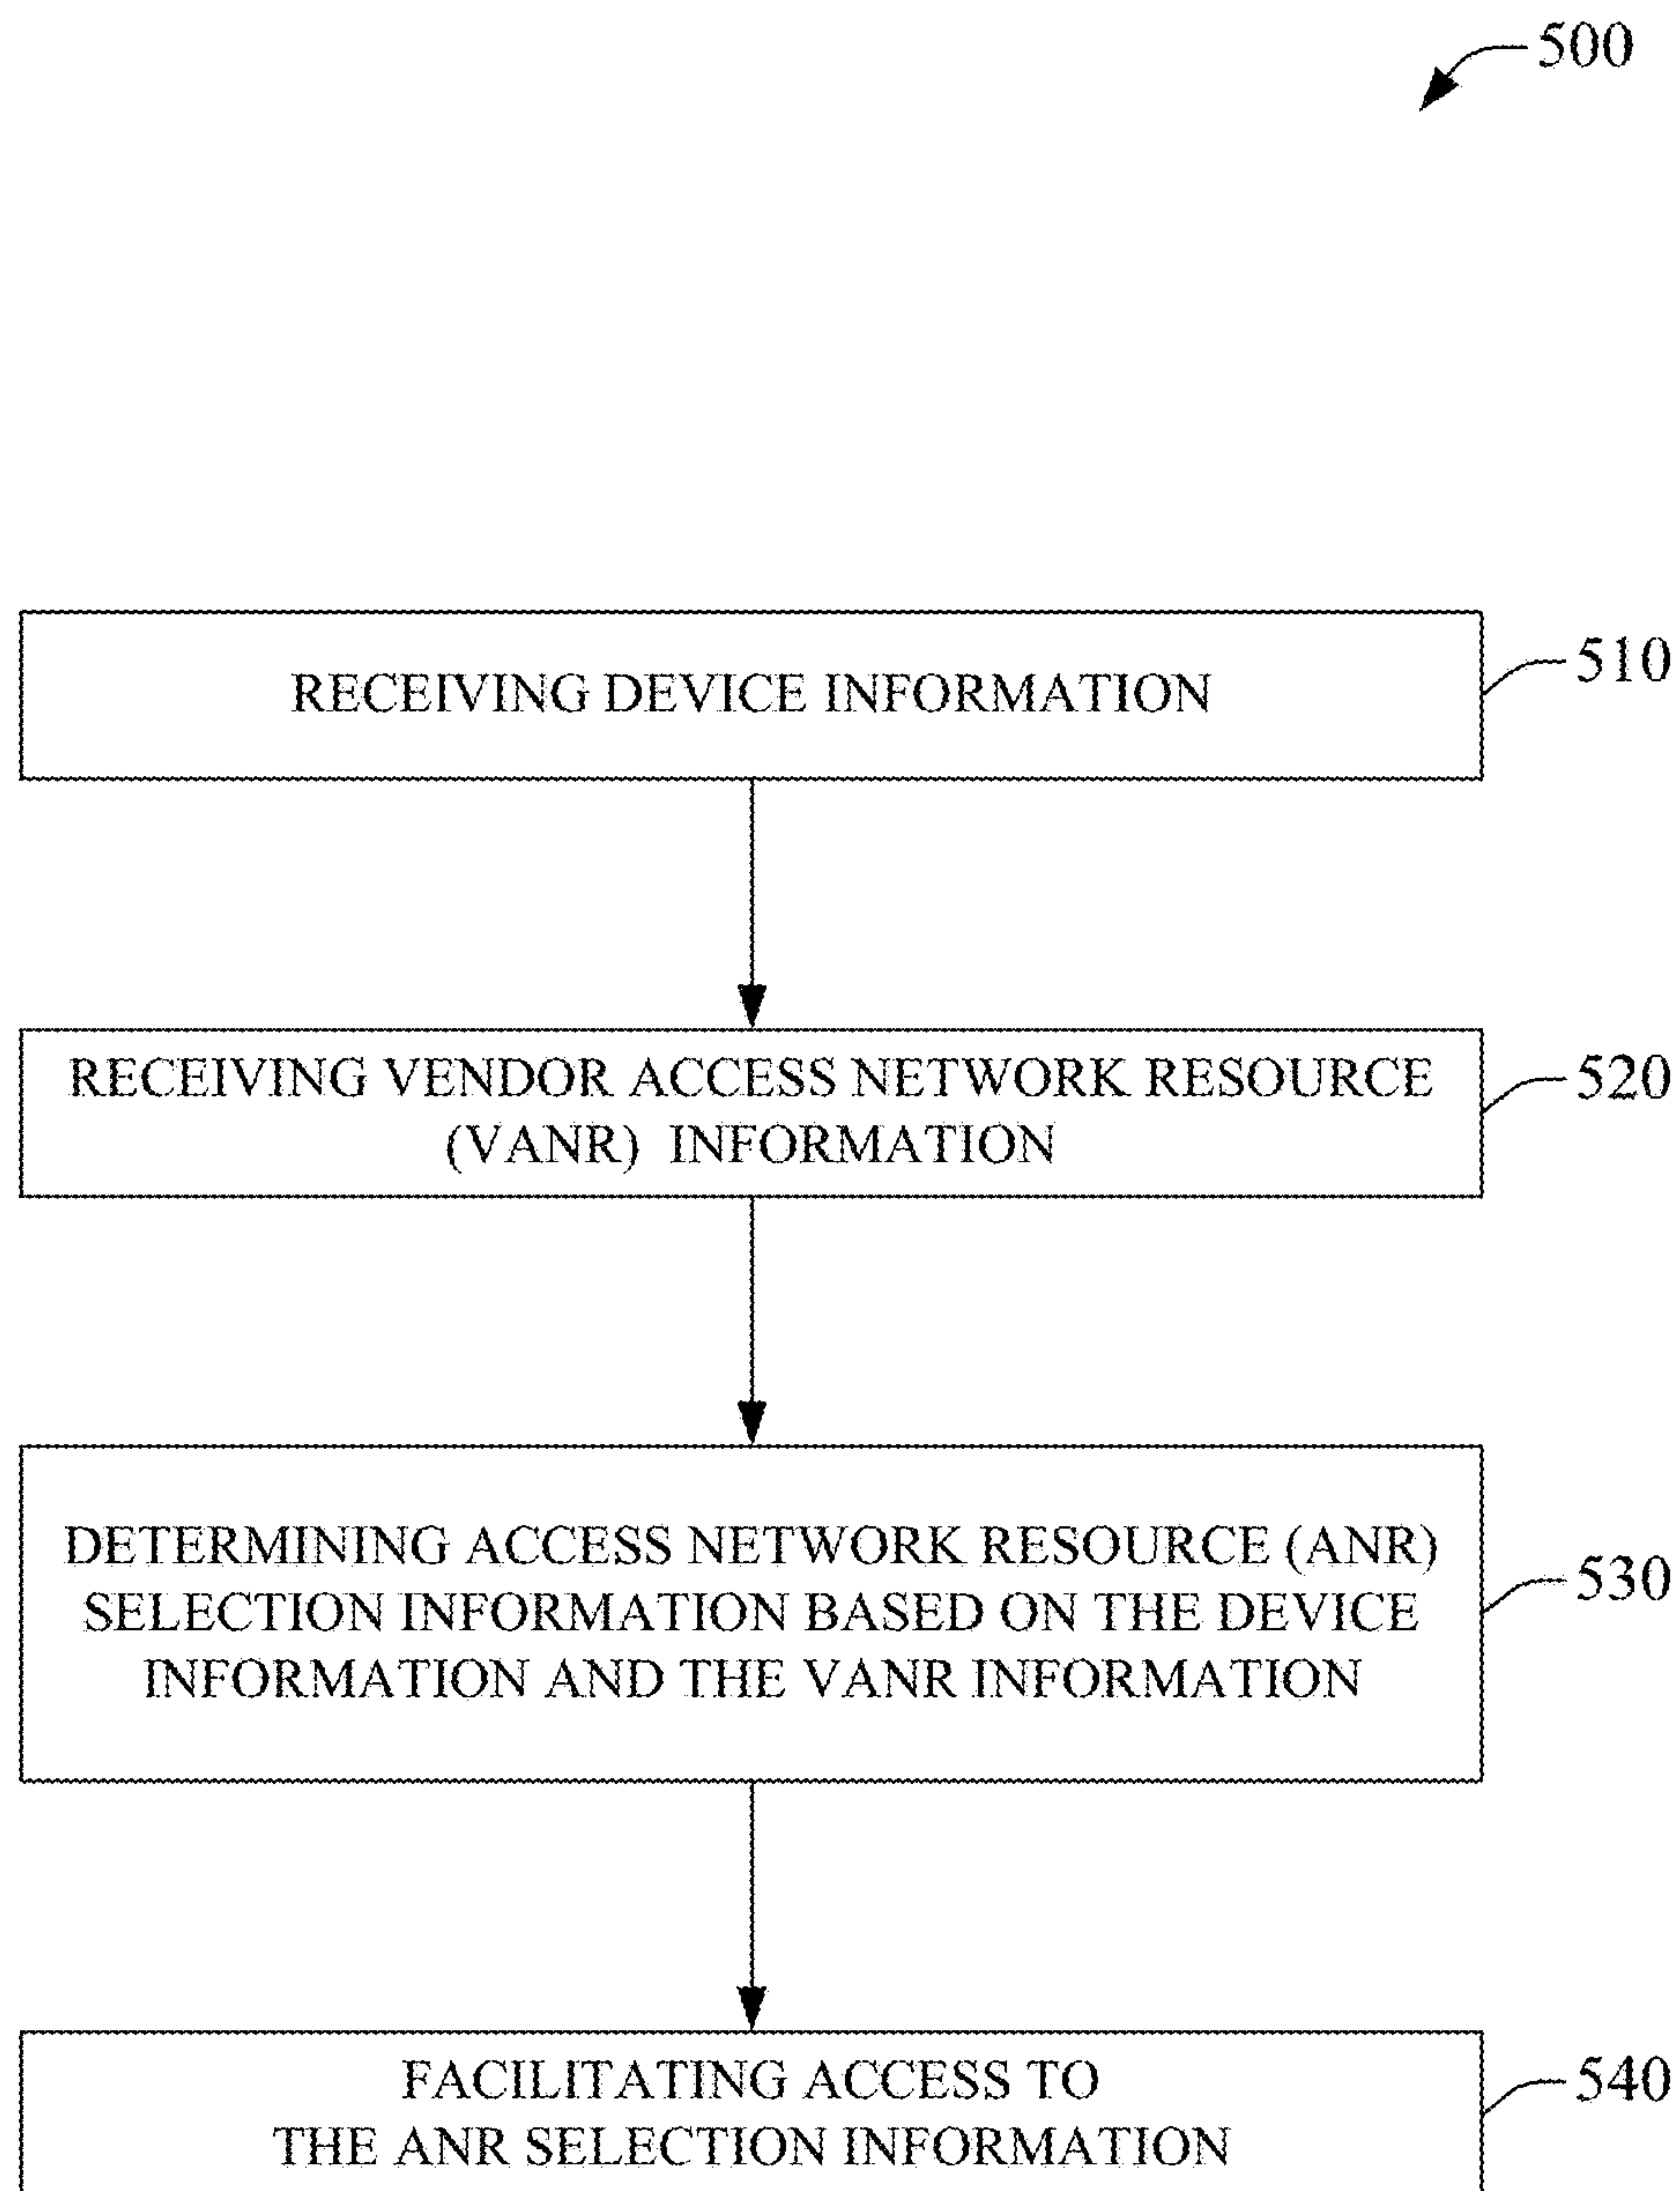 500
RECEIVING DEVICE INFORMATION
510
RECEIVING VENDOR ACCESS NETWORK RESOURCE
(VANR) INFORMATION
520
DETERMINING ACCESS NETWORK RESOURCE (ANR)
SELECTION INFORMATION BASED ON THE DEVICE
INFORMATION AND THE VANR INFORMATION
530
FACILITATING ACCESS TO
THE ANR SELECTION INFORMATION
540